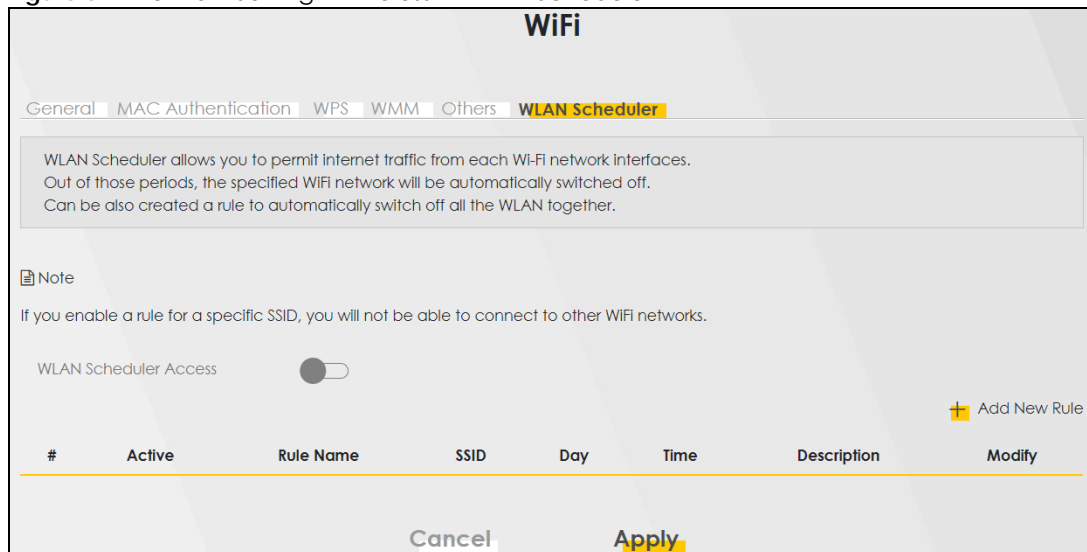 WiFi
General MAC Authentication WPS WMM Others WLAN Scheduler
WLAN Scheduler allows you to permit internet traffic from each Wi-Fi network interfaces.
Out of those periods, the specified WiFi network will be automatically switched off.
Can be also created a rule to automatically switch off all the WLAN together.
Note
If you enable a rule for a specific SSID, you will not be able to connect to other WiFi networks.
WLAN Scheduler Access
+ Add New Rule
# Active Rule Name SSID Day Time Description Modify
Cancel Apply